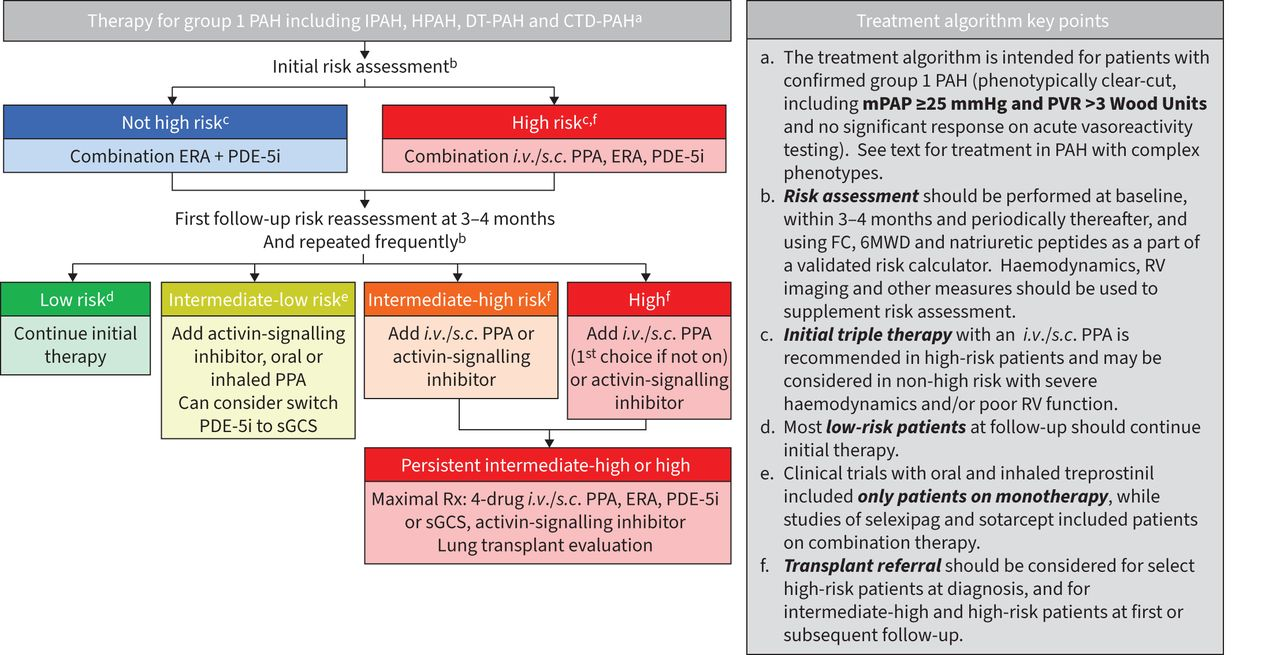 Therapy for group 1 PAH including IPAH, HPAH, DT-PAH and CTD-PAHa
Initial risk assessmentb
Not high riskc
Combination ERA + PDE-5i
High riskc,f
Combination i.v./s.c. PPA, ERA, PDE-5i
First follow-up risk reassessment at 3–4 months
And repeated frequentlyb
Low riskd
Continue initial
therapy
Intermediate-low riske
Add activin-signalling
inhibitor, oral or
inhaled PPA
Can consider switch
PDE-5i to sGCS
Intermediate-high riskf
Add i.v./s.c. PPA or
activin-signalling
inhibitor
Highf
Add i.v./s.c. PPA
(1st choice if not on)
or activin-signalling
inhibitor
Persistent intermediate-high or high
Maximal Rx: 4-drug i.v./s.c. PPA, ERA, PDE-5i
or sGCS, activin-signalling inhibitor
Lung transplant evaluation
Treatment algorithm key points
a. The treatment algorithm is intended for patients with
confirmed group 1 PAH (phenotypically clear-cut,
including mPAP ≥25 mmHg and PVR >3 Wood Units
and no significant response on acute vasoreactivity
testing). See text for treatment in PAH with complex
phenotypes.
b. Risk assessment should be performed at baseline,
within 3–4 months and periodically thereafter, and
using FC, 6MWD and natriuretic peptides as a part of
a validated risk calculator. Haemodynamics, RV
imaging and other measures should be used to
supplement risk assessment.
c. Initial triple therapy with an i.v./s.c. PPA is
recommended in high-risk patients and may be
considered in non-high risk with severe
haemodynamics and/or poor RV function.
d. Most low-risk patients at follow-up should continue
initial therapy.
e. Clinical trials with oral and inhaled treprostinil
included only patients on monotherapy, while
studies of selexipag and sotarcept included patients
on combination therapy.
f. Transplant referral should be considered for select
high-risk patients at diagnosis, and for
intermediate-high and high-risk patients at first or
subsequent follow-up.